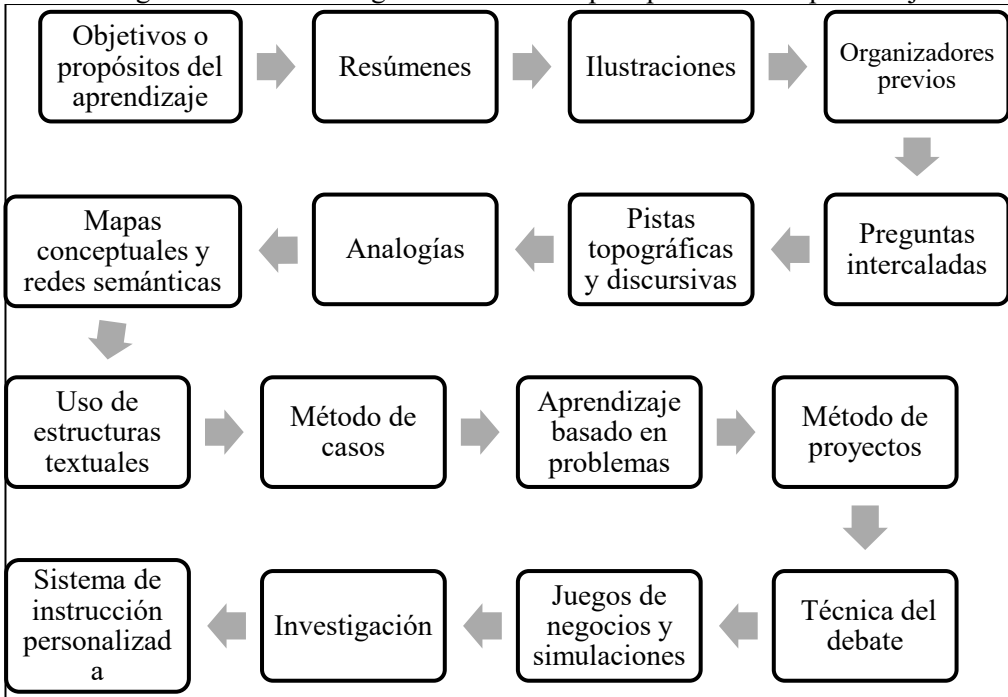 Objetivos o
propósitos del
aprendizaje
Resúmenes
Ilustraciones
Organizadores
previos
Preguntas
intercaladas
Pistas
topográficas
y discursivas
Analogías
Mapas
conceptuales y
redes semánticas
Uso de
estructuras
textuales
Método de
casos
Aprendizaje
basado en
problemas
Método de
proyectos
Técnica del
debate
Juegos de
negocios y
simulaciones
Investigación
Sistema de
instrucción
personalizad
a